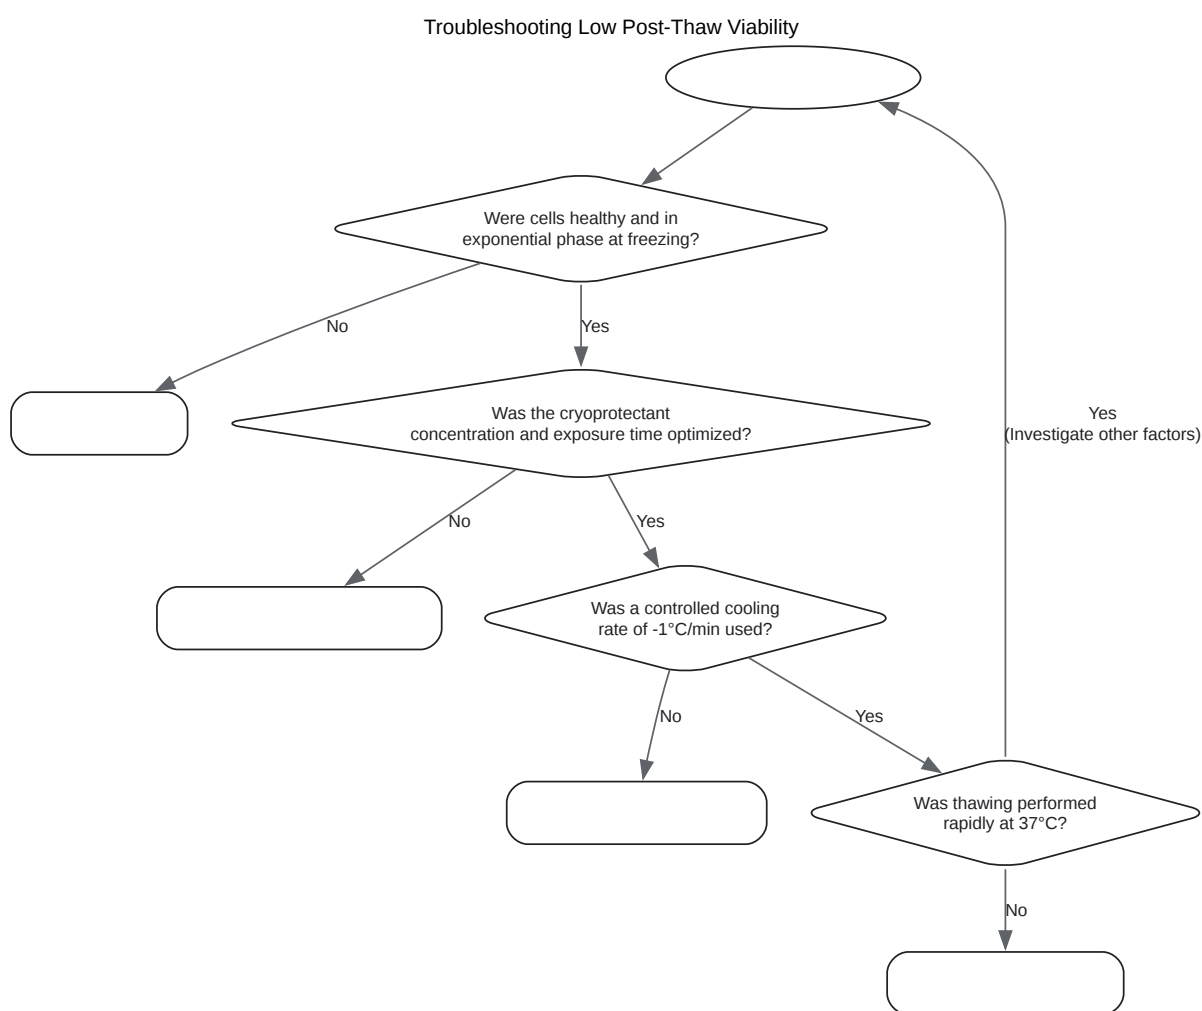 Troubleshooting Low Post-Thaw Viability
Were cells healthy and in
exponential phase at freezing?
No
Yes
Was the cryoprotectant
concentration and exposure time optimized?
Yes
(Investigate other factors)
No
Yes
Was a controlled cooling
rate of -1°C/min used?
No
Yes
Was thawing performed
rapidly at 37°C?
No